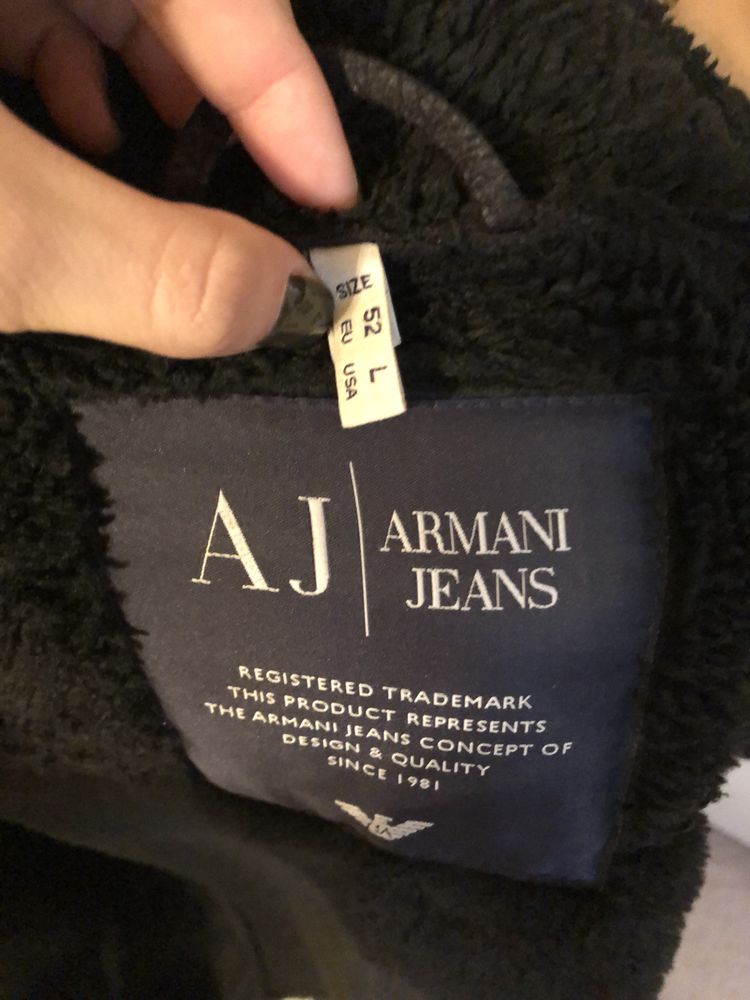 SIZE
52 L
EU USA
AJ
ARMANI
JEANS
REGISTERED TRADEMARK
THIS PRODUCT REPRESENTS
THE ARMANI JEANS CONCEPT OF
DESIGN & QUALITY
SINCE 1981